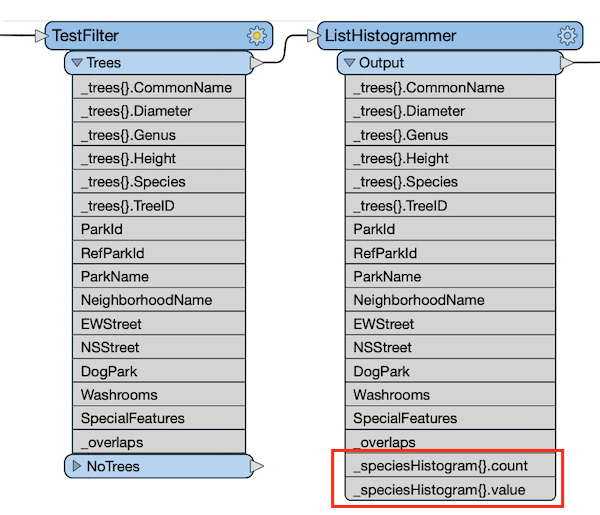 TestFilter
Trees
_trees{}.CommonName
_trees{}.Diameter
_trees{}.Genus
_trees{}.Height
_trees{}.Species
_trees{}.TreeID
ParkId
RefParkId
ParkName
NeighborhoodName
EWStreet
NSStreet
DogPark
Washrooms
SpecialFeatures
_overlaps
NoTrees
ListHistogrammer
Output
_trees{}.CommonName
_trees{}.Diameter
_trees{}.Genus
_trees{}.Height
_trees{}.Species
_trees{}.TreeID
ParkId
RefParkId
ParkName
NeighborhoodName
EWStreet
NSStreet
DogPark
Washrooms
SpecialFeatures
_overlaps
_speciesHistogram{}.count
_speciesHistogram{}.value